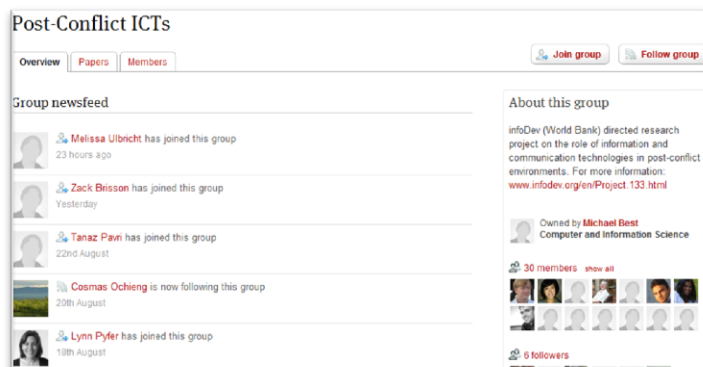 Post-Conflict ICTs
Overview
Papers
Members
Join group
Follow group
Group newsfeed
Melissa Ulbricht has joined this group
23 hours ago
Zack Brisson has joined this group
Yesterday
Tanaz Pavri has joined this group
22nd August
Cosmas Ochieng is now following this group
20th August
Lynn Pyfer has joined this group
19th August
About this group
infoDev (World Bank) directed research
project on the role of information and
communication technologies in post-conflict
environments. For more information:
www.infodev.org/en/Project.133.html
Owned by Michael Best
Computer and Information Science
30 members show all
6 followers